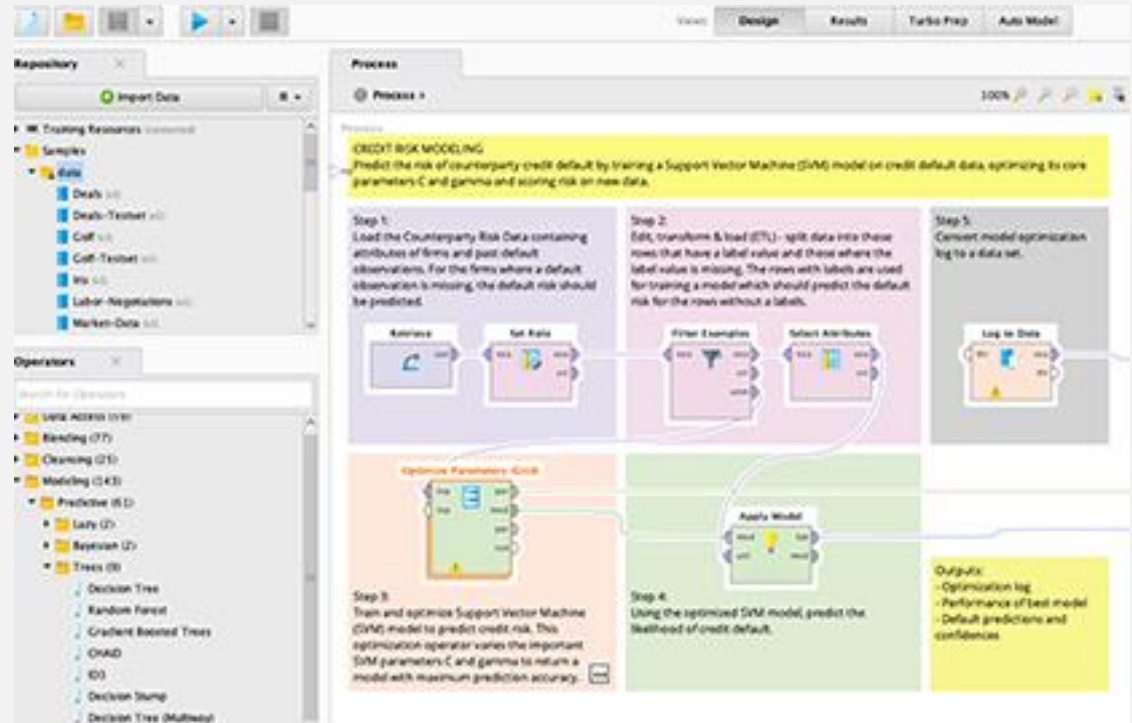 Views:
Design
Results
Turbo Prep
Auto Model
Repository
Import Data
Training Resources
Samples
data
Deals
Deals-Testset
Golf
Golf-Testset
Iris
Labor-Negotiations
Market-Data
Operators
Search for Operators
Data Access
Blending (77)
Cleansing (25)
Modeling (143)
Predictive (61)
Lazy (2)
Bayesian (2)
Trees (9)
Decision Tree
Random Forest
Gradient Boosted Trees
CHAID
ID3
Decision Stump
Decision Tree (Multiway)
Process
Process
100%
Process
CREDIT RISK MODELING
Predict the risk of counterparty credit default by training a Support Vector Machine (SVM) model on credit default data, optimizing its core
parameters C and gamma and scoring risk on new data.
Step 1:
Load the Counterparty Risk Data containing
attributes of firms and past default
observations. For the firms where a default
observation is missing, the default risk should
be predicted.
Retrieve
Set Role
Step 2:
Edit, transform & load (ETL) - split data into those
rows that have a label value and those where the
label value is missing. The rows with labels are used
for training a model which should predict the default
risk for the rows without a labels.
Filter Examples
Select Attributes
Step 5:
Convert model optimization
log to a data set.
Log to Data
Optimize Parameters (Grid)
Step 3:
Train and optimize Support Vector Machine
(SVM) model to predict credit risk. This
optimization operator varies the important
SVM parameters C and gamma to return a
model with maximum prediction accuracy.
Apply Model
Step 4:
Using the optimized SVM model, predict the
likelihood of credit default.
Outputs:
- Optimization log
- Performance of best model
- Default predictions and
confidences